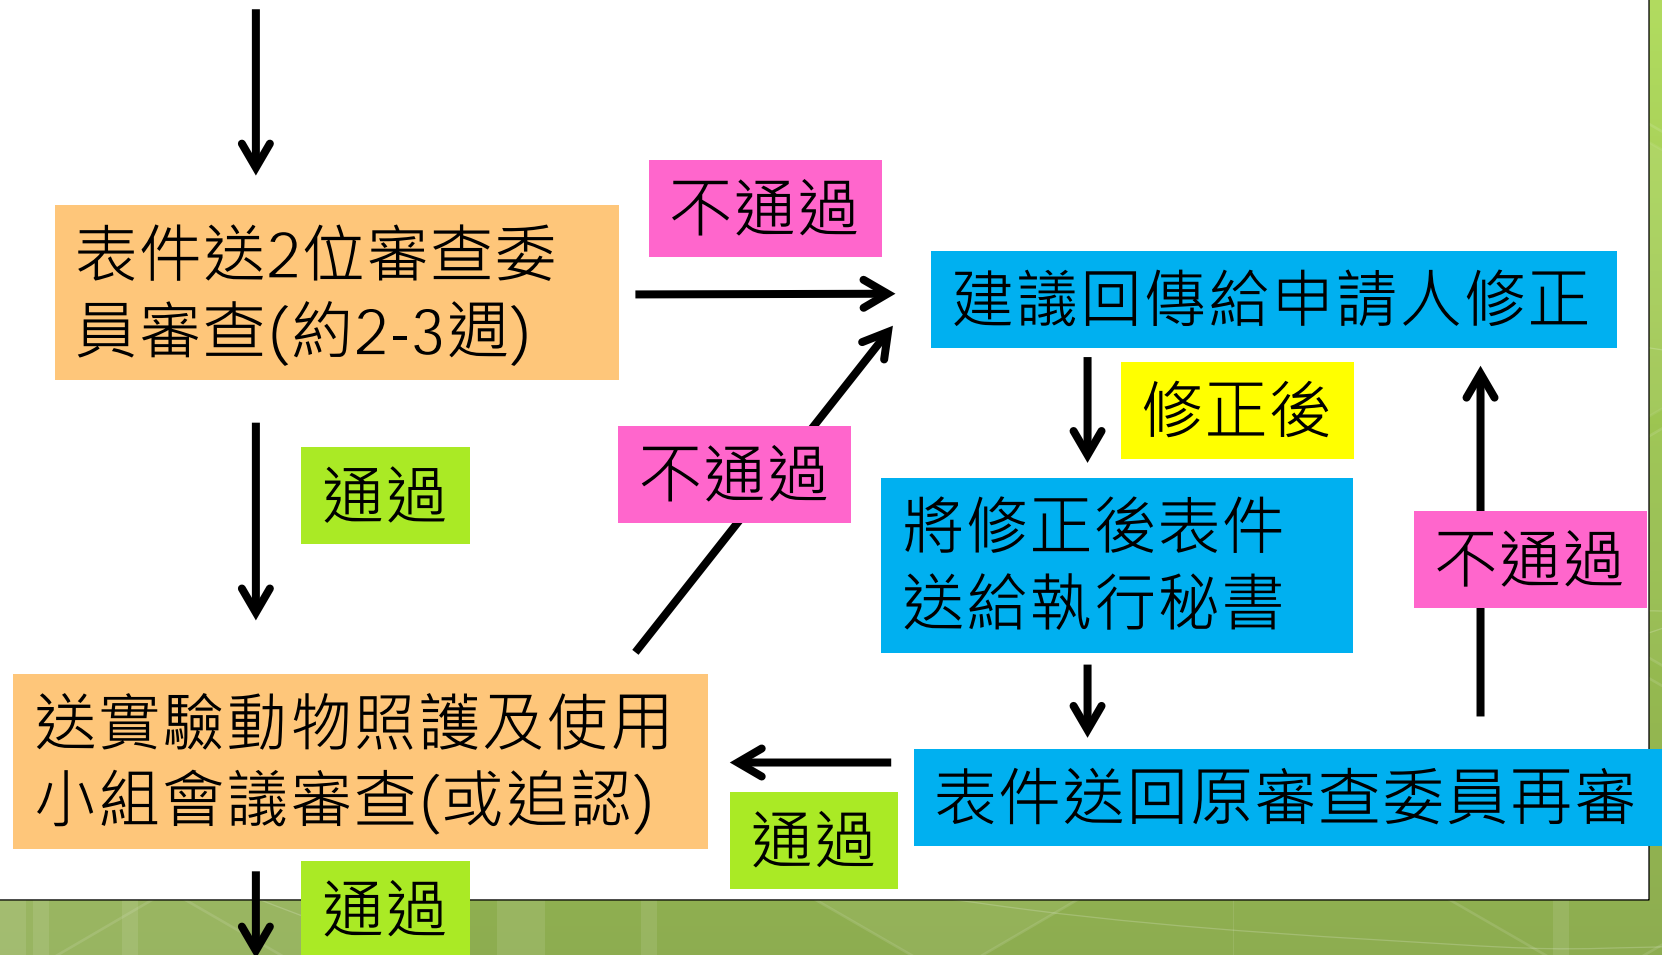 不通過
表件送2位審查委
員審查(約2-3週)
建議回傳給申請人修正
修正後
通過
不通過
將修正後表件
送給執行秘書
不通過
送實驗動物照護及使用
小組會議審查(或追認)
表件送回原審查委員再審
通過
通過